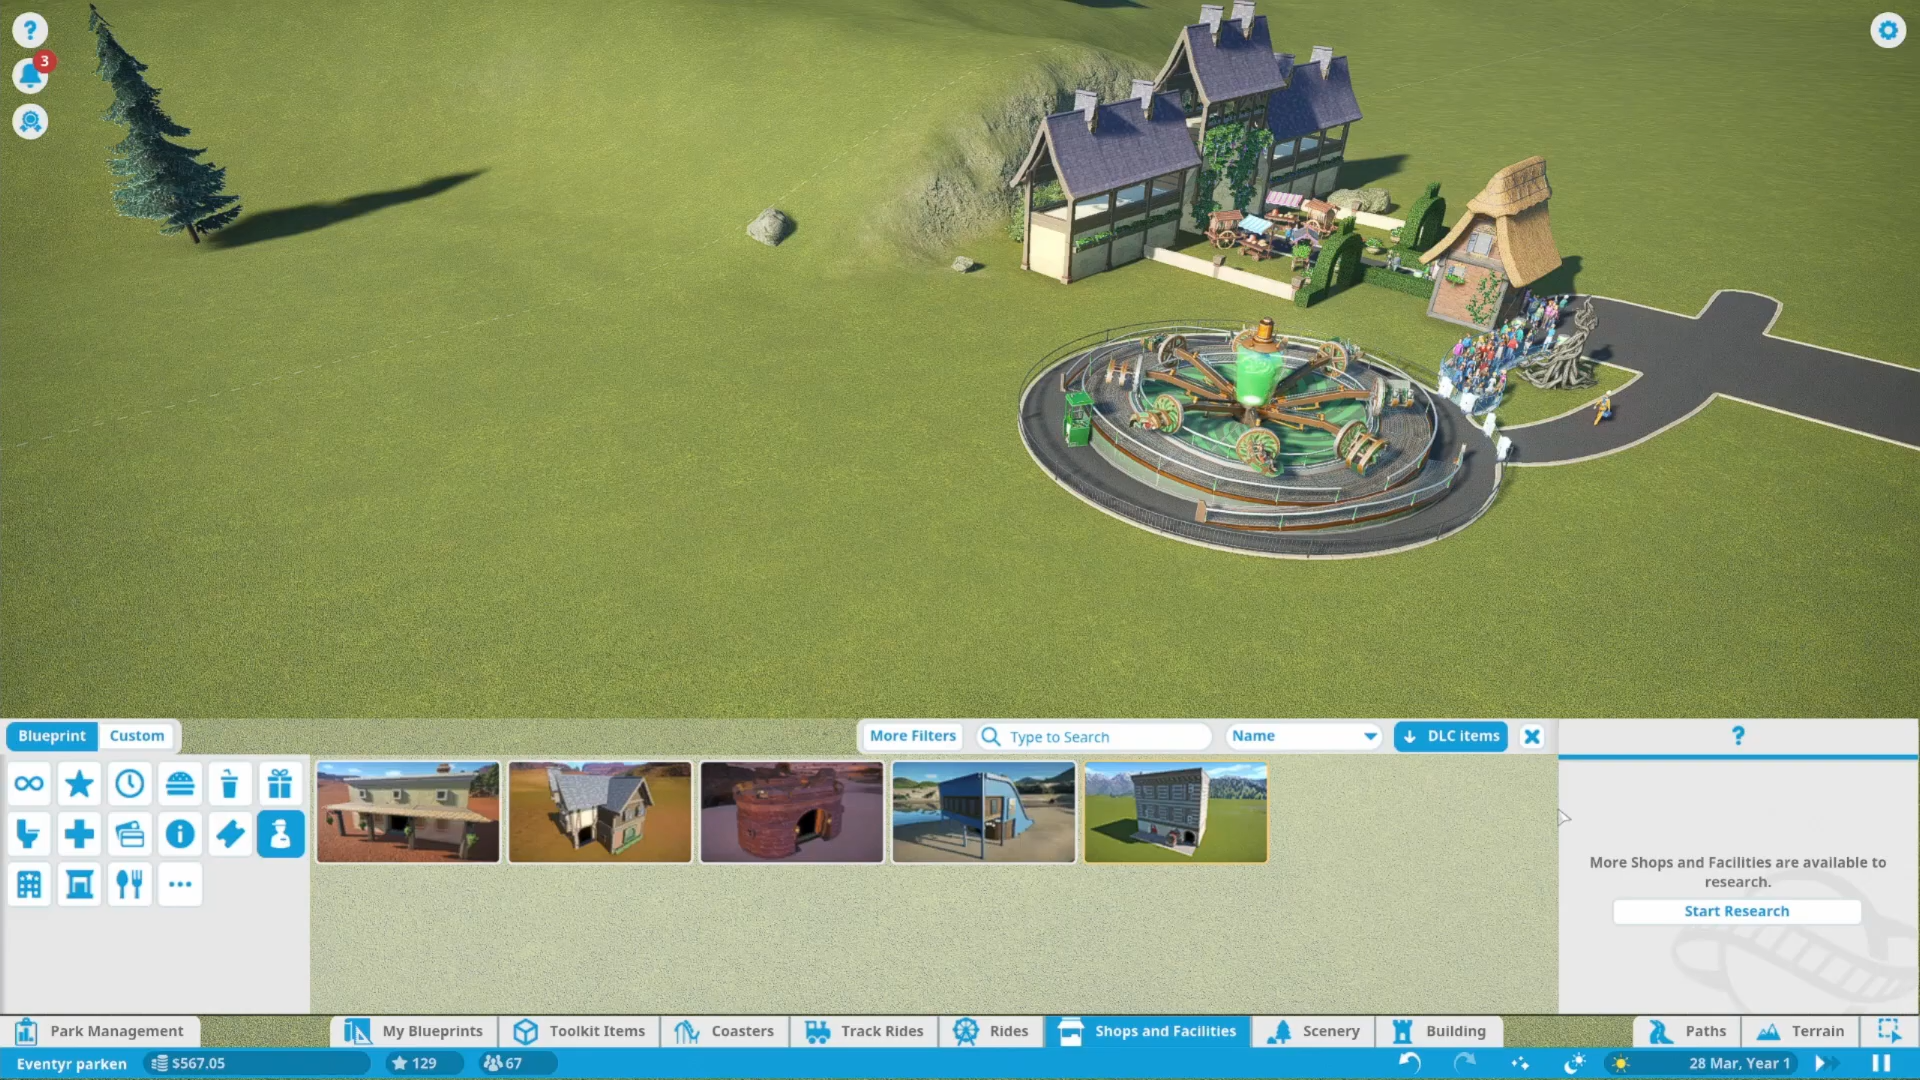 3
Blueprint
Custom
More Filters
Type to Search
Name
DLC items
More Shops and Facilities are available to
research.
Start Research
Park Management
My Blueprints
Toolkit Items
Coasters
Track Rides
Rides
Shops and Facilities
Scenery
Building
Paths
Terrain
Eventyr parken
$567.05
129
67
28 Mar, Year 1